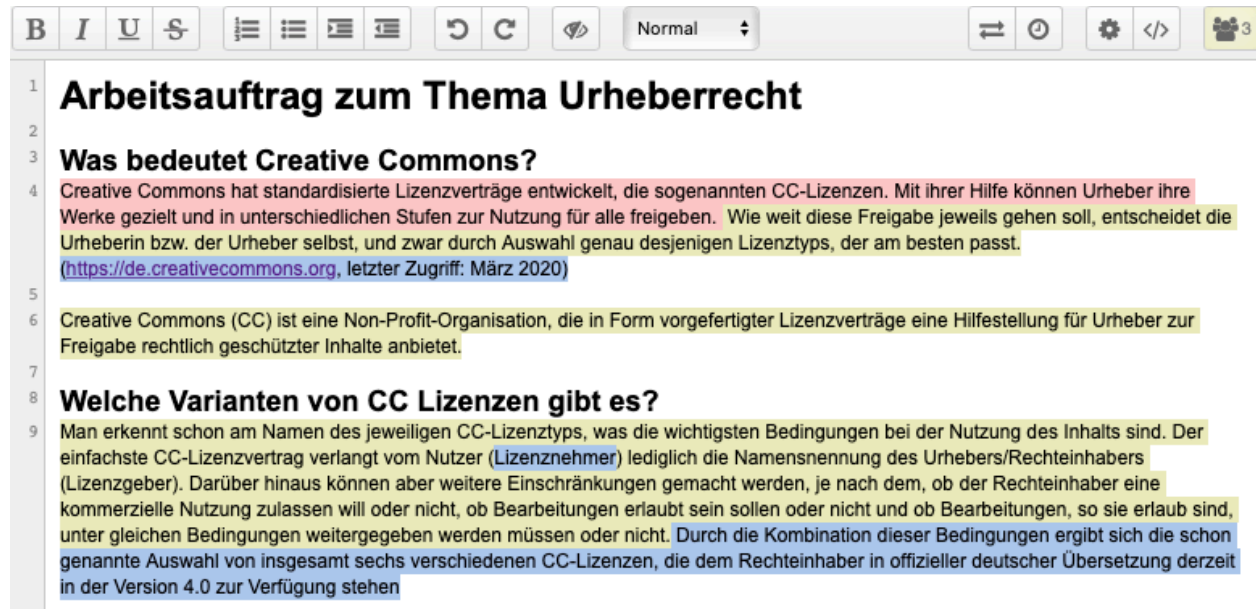 B I U S Normal 3
1 Arbeitsauftrag zum Thema Urheberrecht
2
3 Was bedeutet Creative Commons?
4 Creative Commons hat standardisierte Lizenzverträge entwickelt, die sogenannten CC-Lizenzen. Mit ihrer Hilfe können Urheber ihre
Werke gezielt und in unterschiedlichen Stufen zur Nutzung für alle freigeben. Wie weit diese Freigabe jeweils gehen soll, entscheidet die
Urheberin bzw. der Urheber selbst, und zwar durch Auswahl genau desjenigen Lizenztyps, der am besten passt.
(https://de.creativecommons.org, letzter Zugriff: März 2020)
5
6 Creative Commons (CC) ist eine Non-Profit-Organisation, die in Form vorgefertigter Lizenzverträge eine Hilfestellung für Urheber zur
Freigabe rechtlich geschützter Inhalte anbietet.
7
8 Welche Varianten von CC Lizenzen gibt es?
9 Man erkennt schon am Namen des jeweiligen CC-Lizenztyps, was die wichtigsten Bedingungen bei der Nutzung des Inhalts sind. Der
einfachste CC-Lizenzvertrag verlangt vom Nutzer (Lizenznehmer) lediglich die Namensnennung des Urhebers/Rechteinhabers
(Lizenzgeber). Darüber hinaus können aber weitere Einschränkungen gemacht werden, je nach dem, ob der Rechteinhaber eine
kommerzielle Nutzung zulassen will oder nicht, ob Bearbeitungen erlaubt sein sollen oder nicht und ob Bearbeitungen, so sie erlaub sind,
unter gleichen Bedingungen weitergegeben werden müssen oder nicht. Durch die Kombination dieser Bedingungen ergibt sich die schon
genannte Auswahl von insgesamt sechs verschiedenen CC-Lizenzen, die dem Rechteinhaber in offizieller deutscher Übersetzung derzeit
in der Version 4.0 zur Verfügung stehen